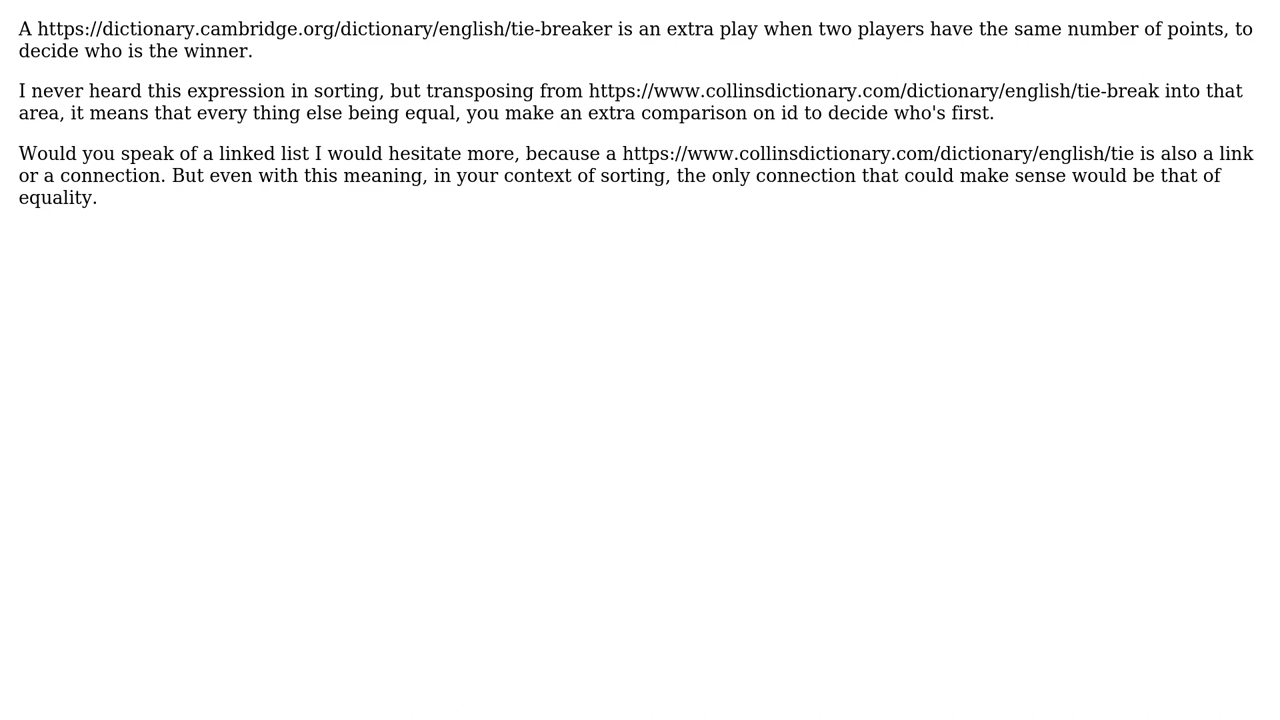 A https://dictionary.cambridge.org/dictionary/english/tie-breaker is an extra play when two players have the same number of points, to
decide who is the winner.
I never heard this expression in sorting, but transposing from https://www.collinsdictionary.com/dictionary/english/tie-break into that
area, it means that every thing else being equal, you make an extra comparison on id to decide who's first.
Would you speak of a linked list I would hesitate more, because a https://www.collinsdictionary.com/dictionary/english/tie is also a link
or a connection. But even with this meaning, in your context of sorting, the only connection that could make sense would be that of
equality.